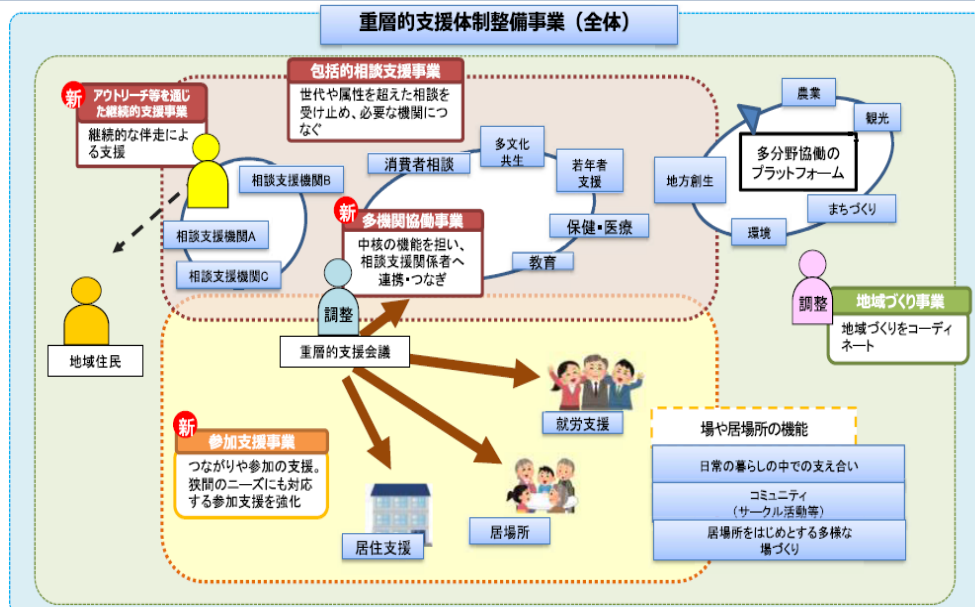 重層的支援体制整備事業（全体）
包括的相談支援事業
世代や属性を超えた相談を
受け止め、必要な機関につ
なぐ
新
アウトリーチ等を通じ
た継続的支援事業
継続的な伴走によ
る支援
相談支援機関B
相談支援機関A
相談支援機関C
消費者相談
多文化
共生
若年者
支援
保健・医療
教育
新
多機関協働事業
中核の機能を担い、
相談支援関係者へ
連携・つなぎ
農業
観光
多分野協働の
プラットフォーム
地方創生
まちづくり
環境
調整
地域づくり事業
地域づくりをコーディ
ネート
地域住民
調整
重層的支援会議
就労支援
新
参加支援事業
つながりや参加の支援。
狭間のニーズにも対応
する参加支援を強化
居住支援
居場所
場や居場所の機能
日常の暮らしの中での支え合い
コミュニティ
（サークル活動等）
居場所をはじめとする多様な
場づくり